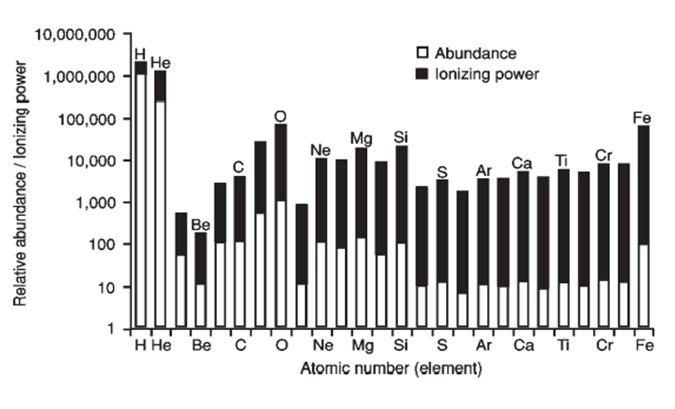 10,000,000
1,000,000
100,000
10,000
1,000
100
10
1
Relative abundance / Ionizing power
Abundance
Ionizing power
H
He
Be
C
O
Ne
Mg
Si
S
Ar
Ca
Ti
Cr
Fe
H He Be C O Ne Mg Si S Ar Ca Ti Cr Fe
Atomic number (element)